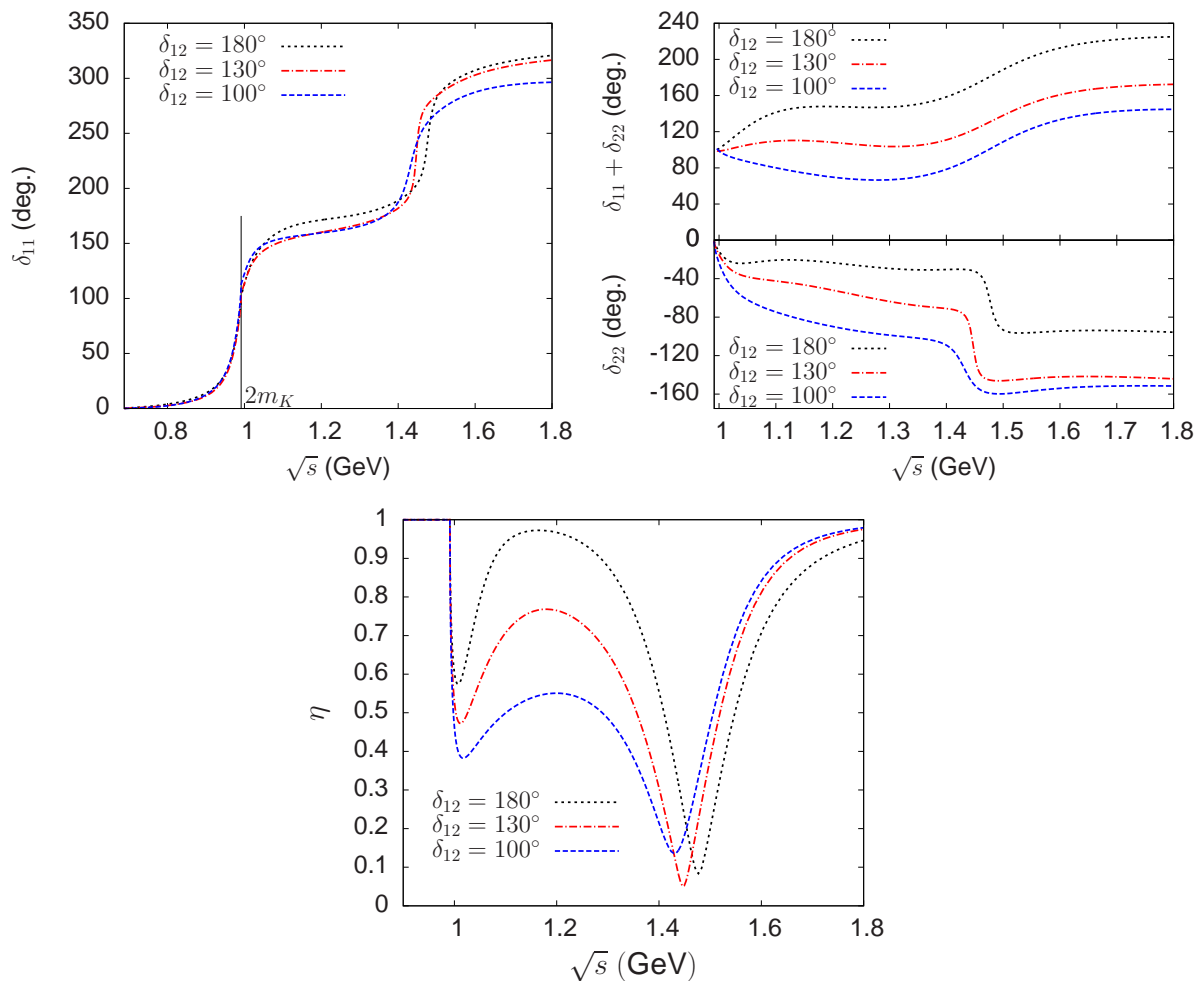 350
300
250
200
150
100
50
0
δ₁₁ (deg.)
δ₁₂ = 180°
δ₁₂ = 130°
δ₁₂ = 100°
2m_K
0.8 1 1.2 1.4 1.6 1.8
√s (GeV)
240
200
160
120
80
40
0
δ₁₁ + δ₂₂ (deg.)
δ₁₂ = 180°
δ₁₂ = 130°
δ₁₂ = 100°
-40
-80
-120
-160
δ₂₂ (deg.)
δ₁₂ = 180°
δ₁₂ = 130°
δ₁₂ = 100°
1 1.1 1.2 1.3 1.4 1.5 1.6 1.7 1.8
√s (GeV)
1
0.9
0.8
0.7
0.6
0.5
0.4
0.3
0.2
0.1
0
η
δ₁₂ = 180°
δ₁₂ = 130°
δ₁₂ = 100°
1 1.2 1.4 1.6 1.8
√s (GeV)